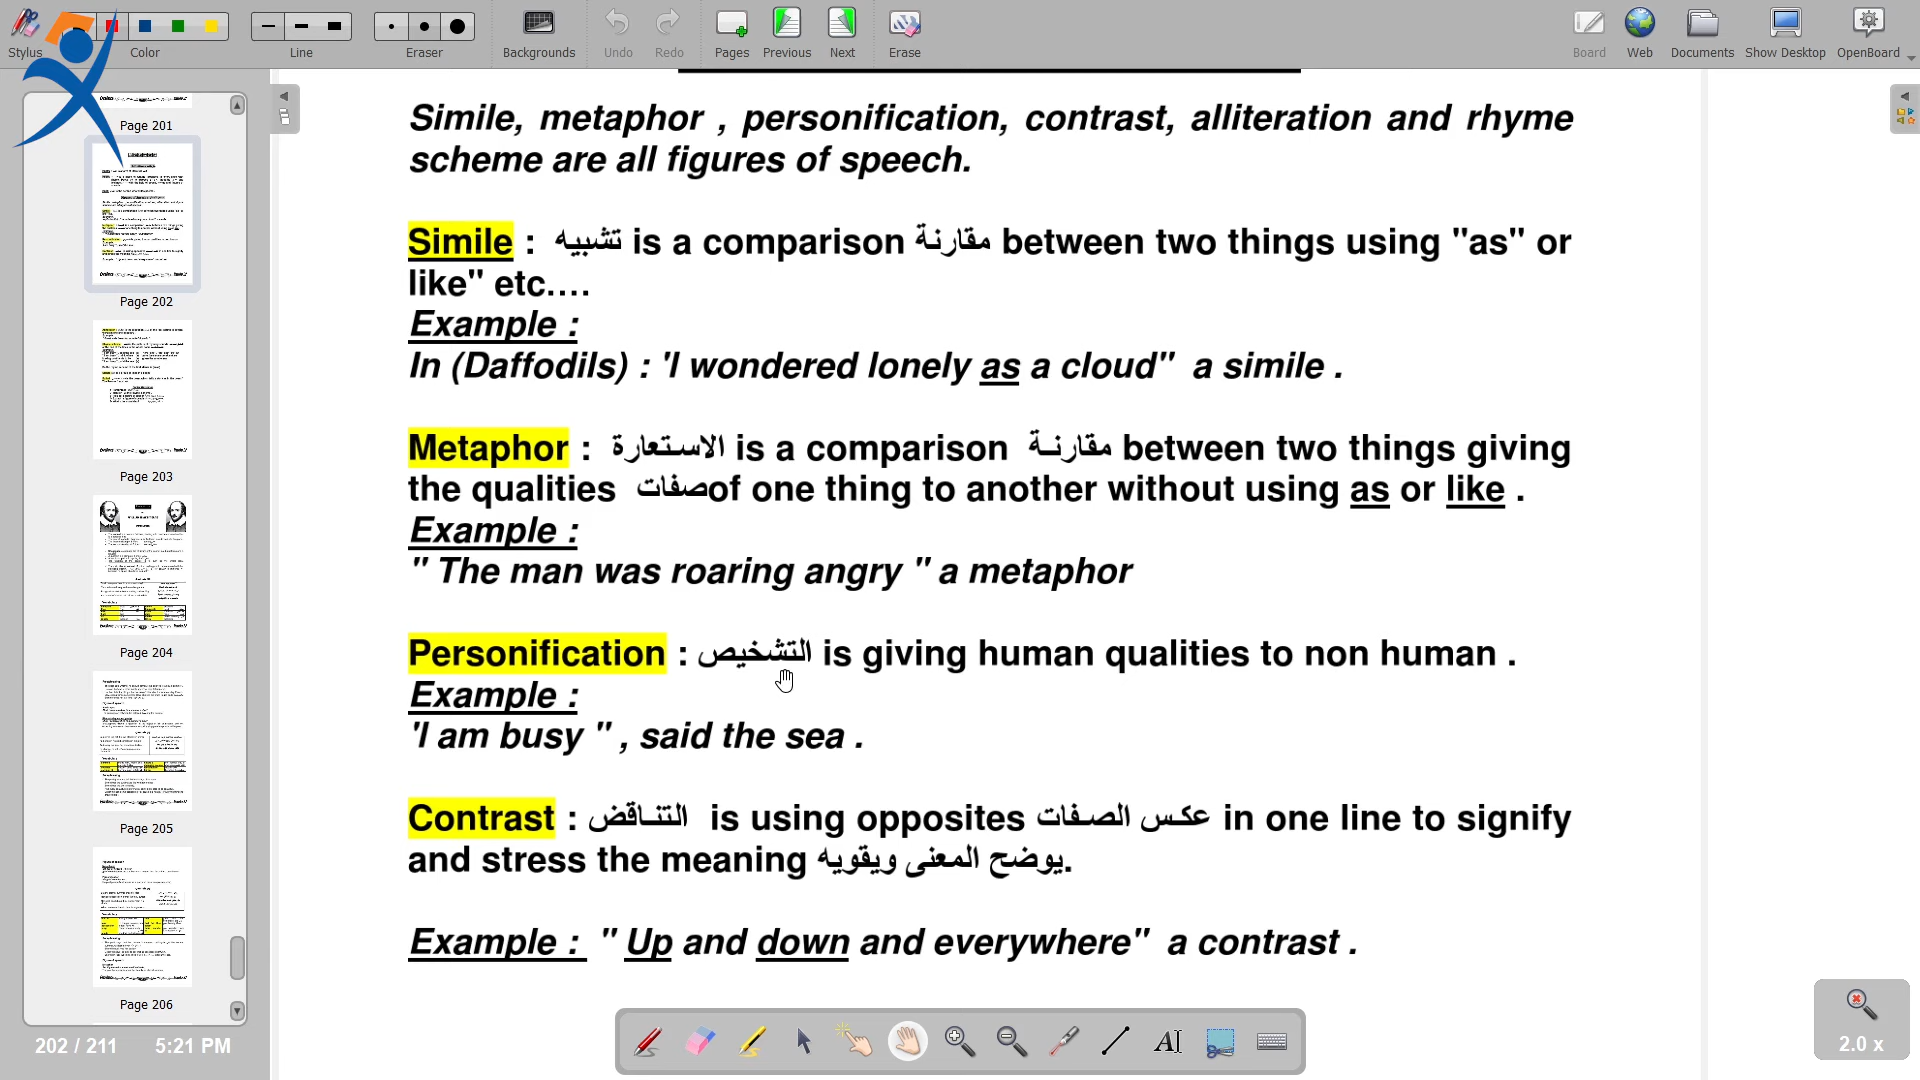 Stylus
Color
Line
Eraser
Backgrounds
Undo
Redo
Pages
Previous
Next
Erase
Board
Web
Documents
Show Desktop
OpenBoard
Page 201
Page 202
Page 203
Page 204
Page 205
Page 206
202 / 211 5:21 PM
Simile, metaphor , personification, contrast, alliteration and rhyme
scheme are all figures of speech.
Simile : تشبيه is a comparison مقارنة between two things using "as" or
like" etc....
Example :
In (Daffodils) : 'I wondered lonely as a cloud" a simile .
Metaphor : الاستعارة is a comparison مقارنة between two things giving
the qualities صفات of one thing to another without using as or like .
Example :
" The man was roaring angry " a metaphor
Personification : التشخيص is giving human qualities to non human .
Example :
'I am busy " , said the sea .
Contrast : التناقض is using opposites عكس الصفات in one line to signify
and stress the meaning يوضح المعنى ويقويه.
Example : " Up and down and everywhere" a contrast .
2.0 x